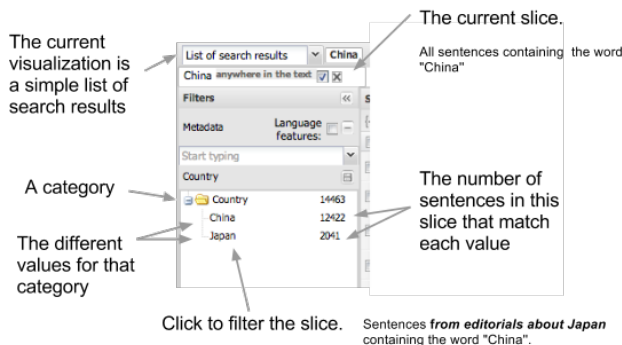 The current slice.
The current
visualization is
a simple list of
search results
All sentences containing the word
"China"
List of search results China
China anywhere in the text
Filters
S
Metadata Language
features:
Start typing
Country
A category
Country 14463
China 12422
Japan 2041
The different
values for that
category
The number of
sentences in this
slice that match
each value
Click to filter the slice.
Sentences from editorials about Japan
containing the word "China".